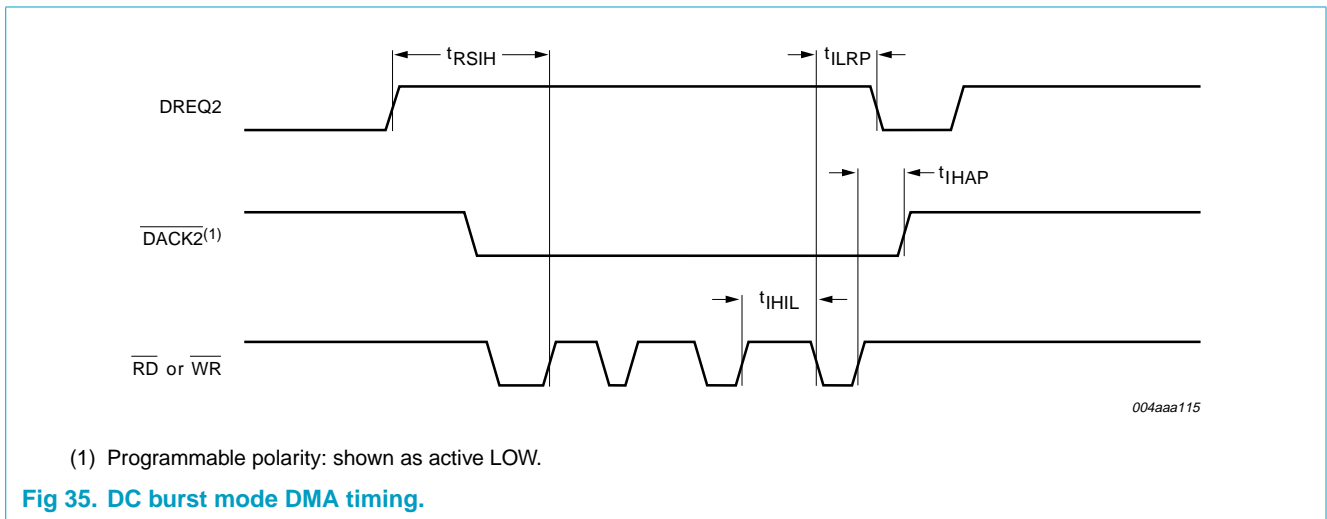 tRSIH
tILRP
DREQ2
tIHAP
DACK2(1)
tIHIL
RD or WR
004aaa115
(1) Programmable polarity: shown as active LOW.
Fig 35. DC burst mode DMA timing.